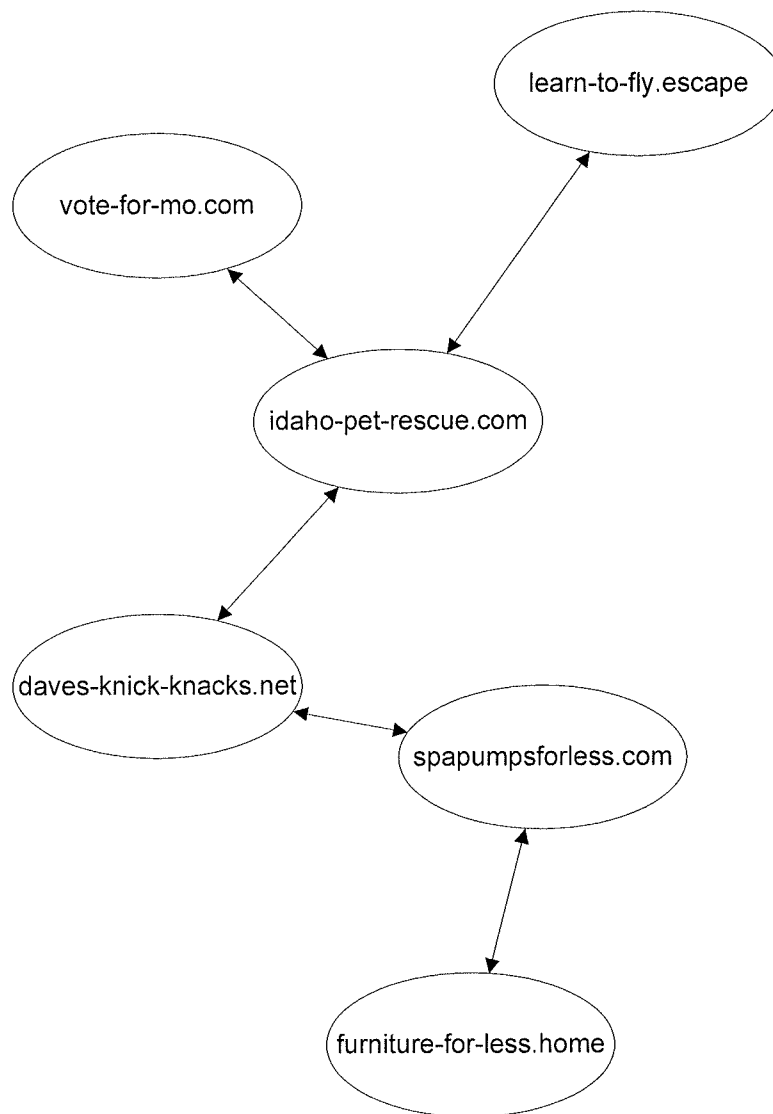 learn-to-fly.escape
vote-for-mo.com
idaho-pet-rescue.com
daves-knick-knacks.net
spapumpsforless.com
furniture-for-less.home